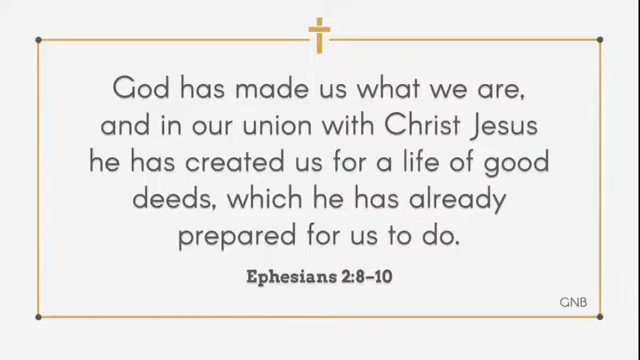 God has made us what we are,
and in our union with Christ Jesus
he has created us for a life of good
deeds, which he has already
prepared for us to do.
Ephesians 2:8–10
GNB